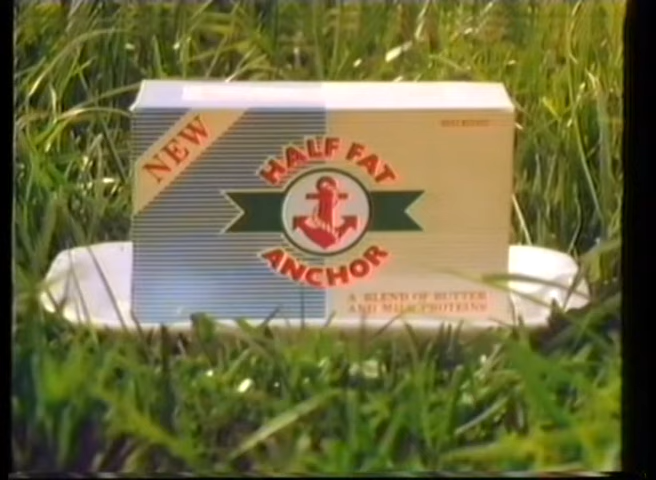 NEW
HALF FAT
ANCHOR
A BLEND OF BUTTER
AND MILK PROTEINS